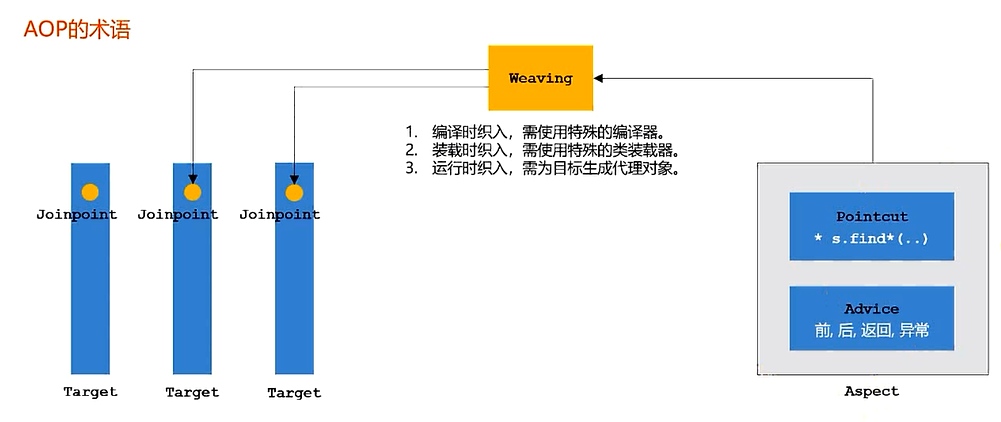 AOP的术语
Weaving
1. 编译时织入，需使用特殊的编译器。
2. 装载时织入，需使用特殊的类装载器。
3. 运行时织入，需为目标生成代理对象。
Joinpoint Joinpoint Joinpoint
Pointcut
* s.find*(..)
Advice
前, 后, 返回, 异常
Target Target Target
Aspect